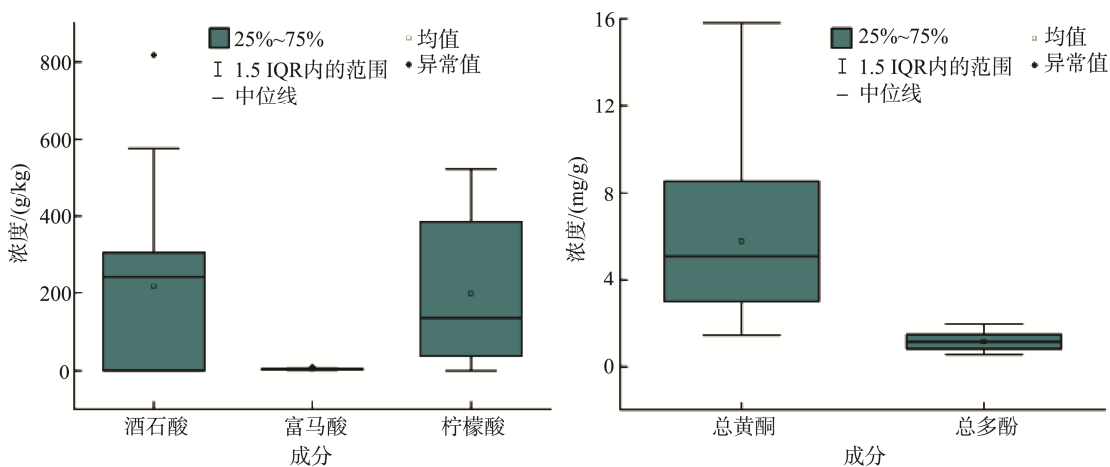 800
600
400
200
0
浓度/(g/kg)
25%~75%
1.5 IQR内的范围
中位线
均值
异常值
酒石酸
富马酸
柠檬酸
成分
16
12
8
4
0
浓度/(mg/g)
25%~75%
1.5 IQR内的范围
中位线
均值
异常值
总黄酮
总多酚
成分